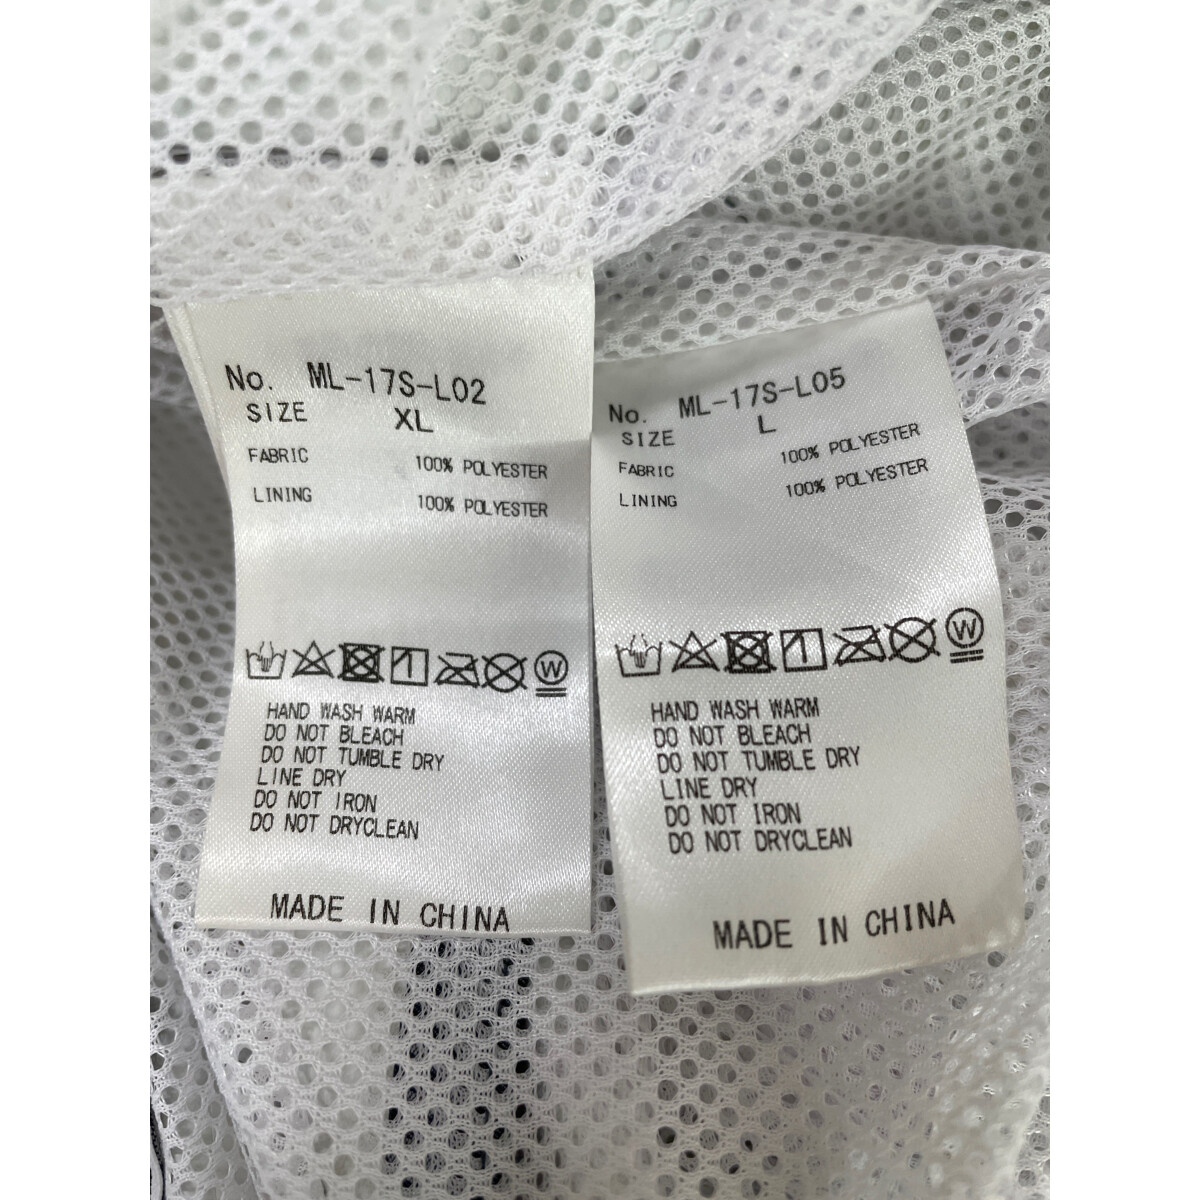 No. ML-17S-L02
SIZE XL
FABRIC 100% POLYESTER
LINING 100% POLYESTER
W
HAND WASH WARM
DO NOT BLEACH
DO NOT TUMBLE DRY
LINE DRY
DO NOT IRON
DO NOT DRYCLEAN
MADE IN CHINA
No. ML-17S-L05
SIZE L
FABRIC 100% POLYESTER
LINING 100% POLYESTER
W
HAND WASH WARM
DO NOT BLEACH
DO NOT TUMBLE DRY
LINE DRY
DO NOT IRON
DO NOT DRYCLEAN
MADE IN CHINA